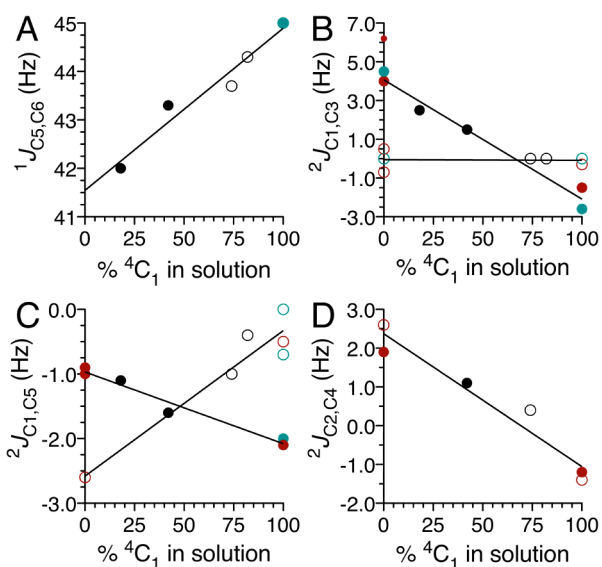 A
45
44
43
42
41
¹J_C5,C6 (Hz)
0 25 50 75 100
% ⁴C₁ in solution
B
7.0
5.0
3.0
1.0
-1.0
-3.0
²J_C1,C3 (Hz)
0 25 50 75 100
% ⁴C₁ in solution
C
0.0
-1.0
-2.0
-3.0
²J_C1,C5 (Hz)
0 25 50 75 100
% ⁴C₁ in solution
D
3.0
2.0
1.0
0.0
-1.0
-2.0
²J_C2,C4 (Hz)
0 25 50 75 100
% ⁴C₁ in solution